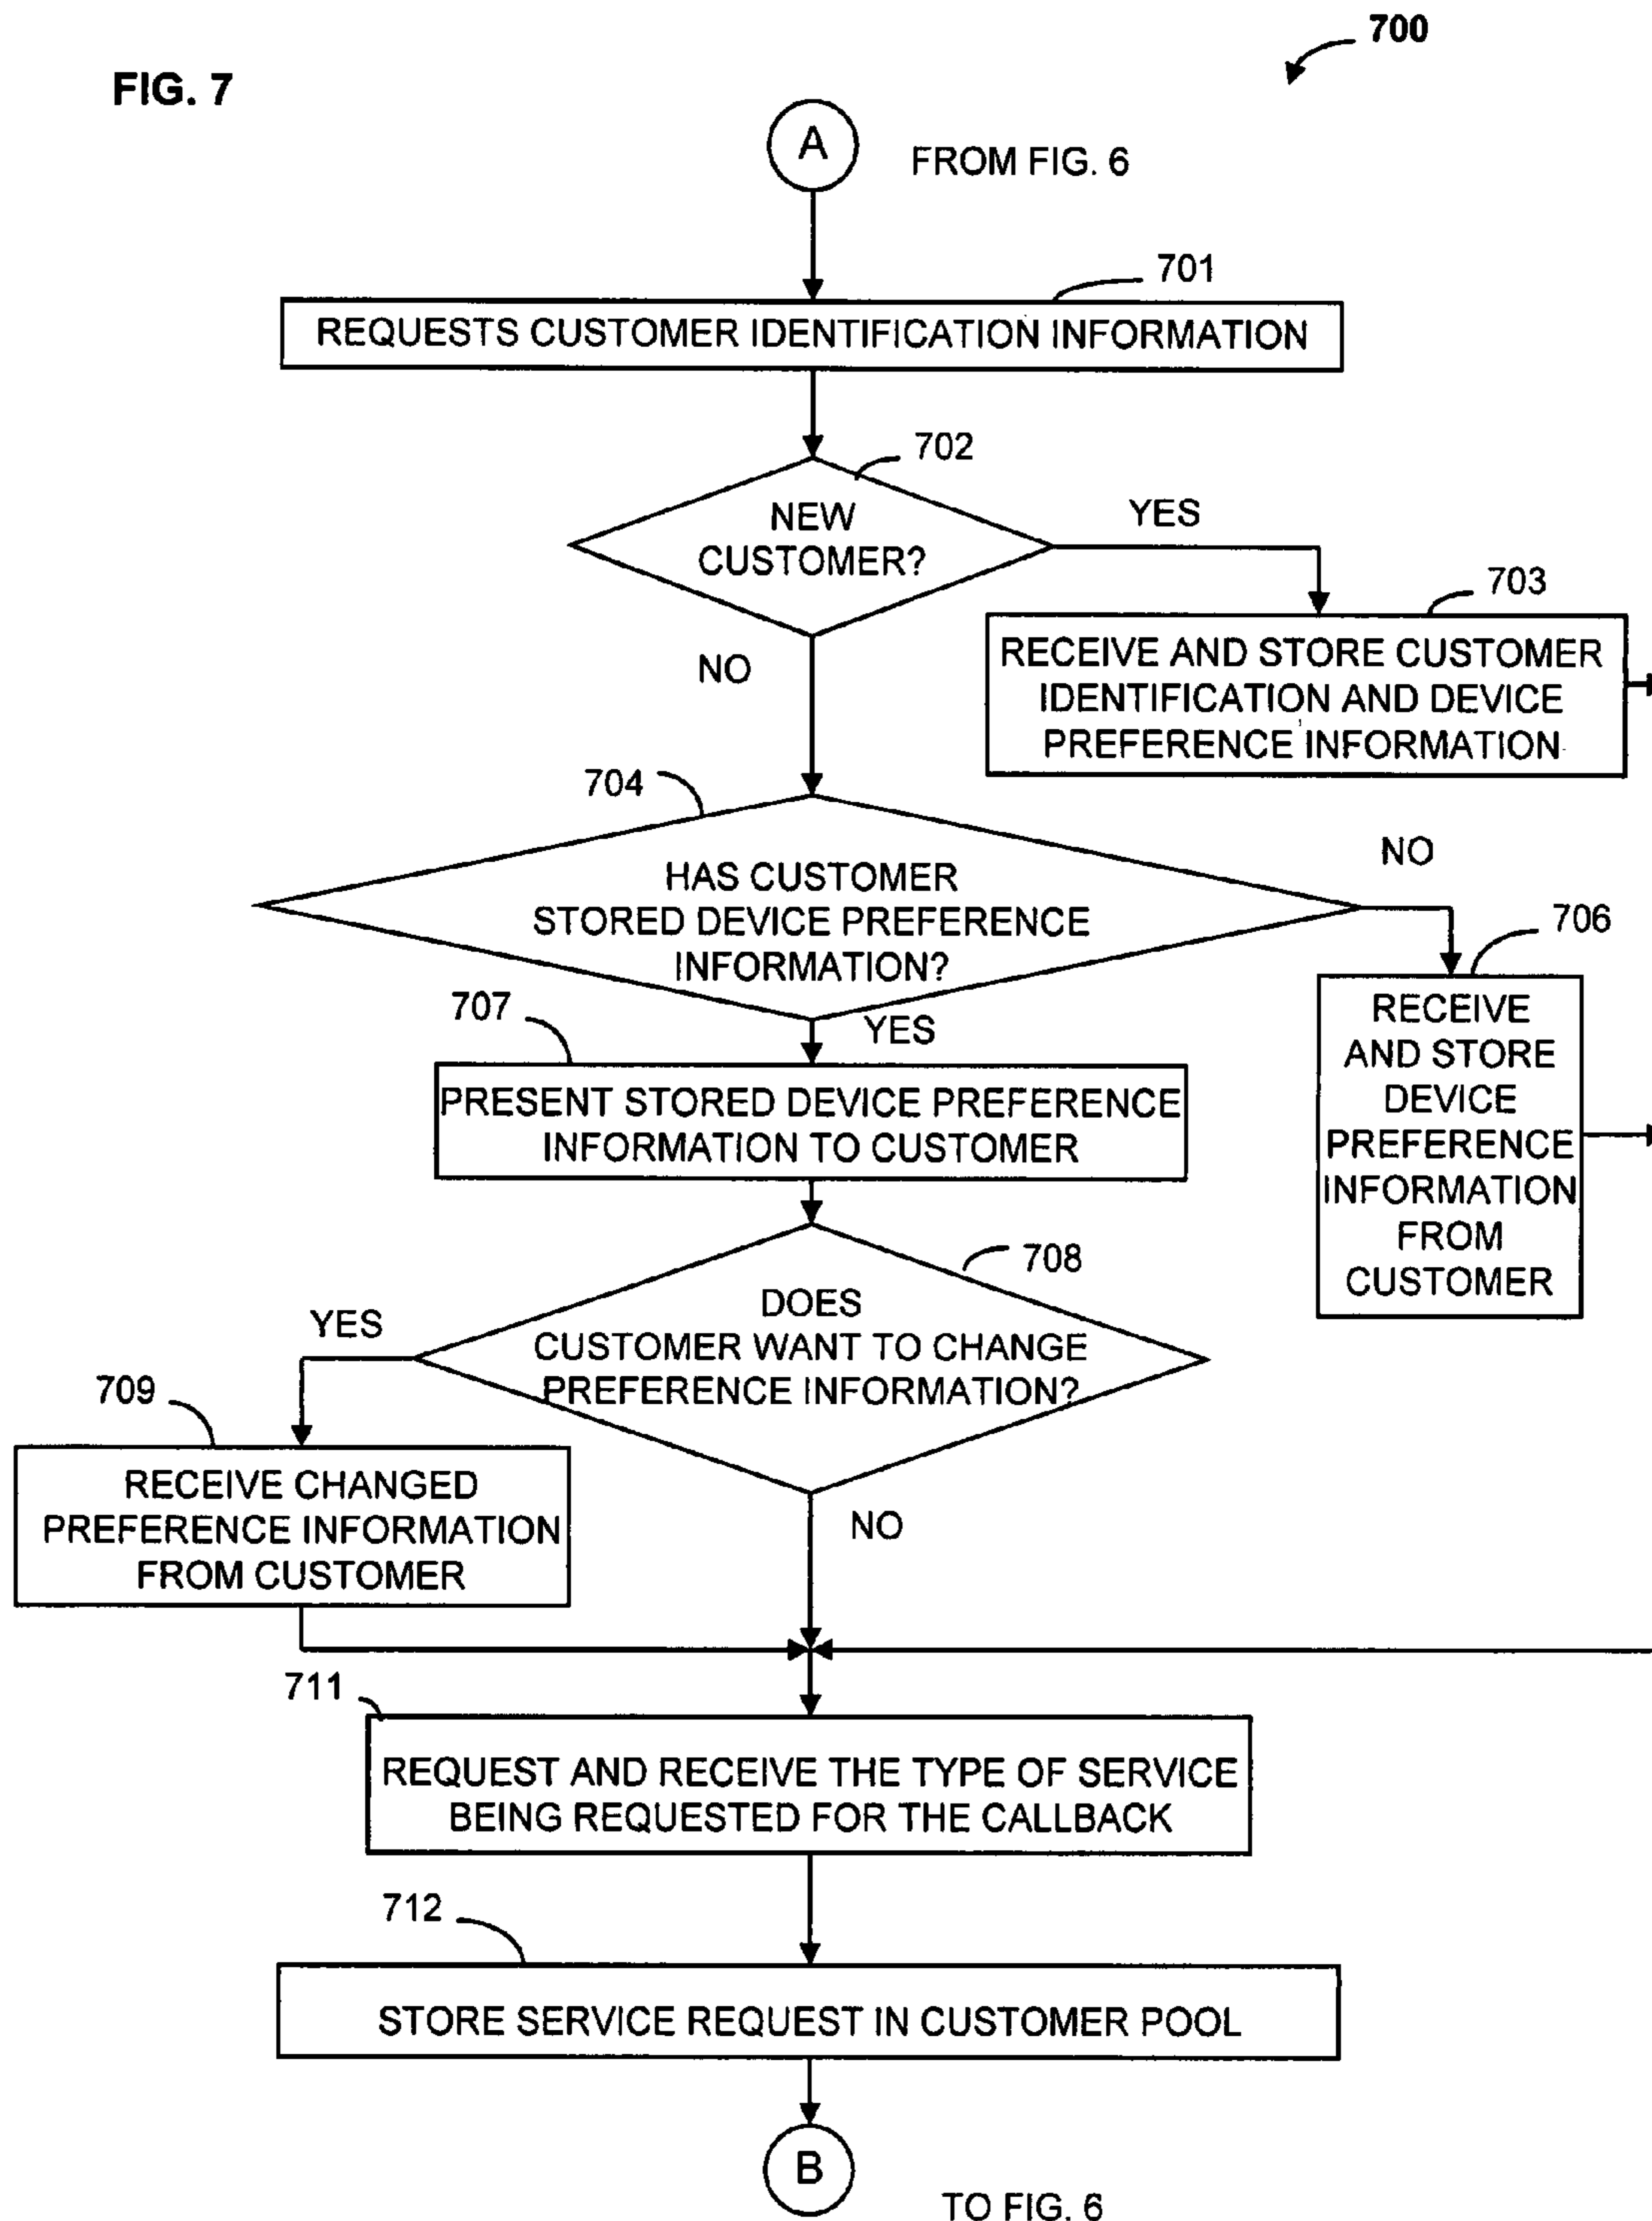 700
FIG. 7
A
FROM FIG. 6
701
REQUESTS CUSTOMER IDENTIFICATION INFORMATION
702
NEW
CUSTOMER?
YES
703
RECEIVE AND STORE CUSTOMER
IDENTIFICATION AND DEVICE
PREFERENCE INFORMATION
NO
704
HAS CUSTOMER
STORED DEVICE PREFERENCE
INFORMATION?
NO
706
RECEIVE
AND STORE
DEVICE
PREFERENCE
INFORMATION
FROM
CUSTOMER
YES
707
PRESENT STORED DEVICE PREFERENCE
INFORMATION TO CUSTOMER
708
DOES
CUSTOMER WANT TO CHANGE
PREFERENCE INFORMATION?
YES
709
RECEIVE CHANGED
PREFERENCE INFORMATION
FROM CUSTOMER
NO
711
REQUEST AND RECEIVE THE TYPE OF SERVICE
BEING REQUESTED FOR THE CALLBACK
712
STORE SERVICE REQUEST IN CUSTOMER POOL
B
TO FIG. 6